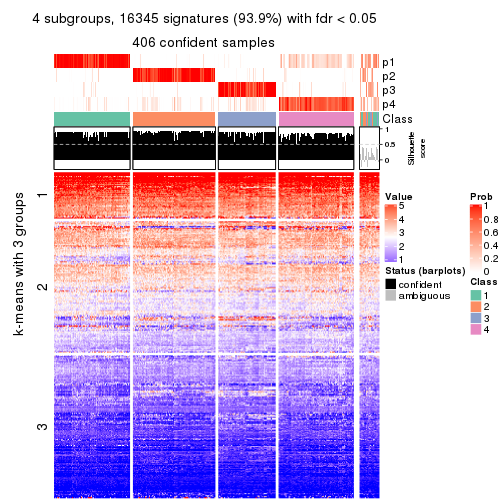 4 subgroups, 16345 signatures (93.9%) with fdr < 0.05
406 confident samples
p1
p2
p3
p4
Class
1
0.5
0
Silhouette
score
k-means with 3 groups
1
2
3
Value
5
4
3
2
1
Status (barplots)
confident
ambiguous
Prob
1
0.8
0.6
0.4
0.2
0
Class
1
2
3
4